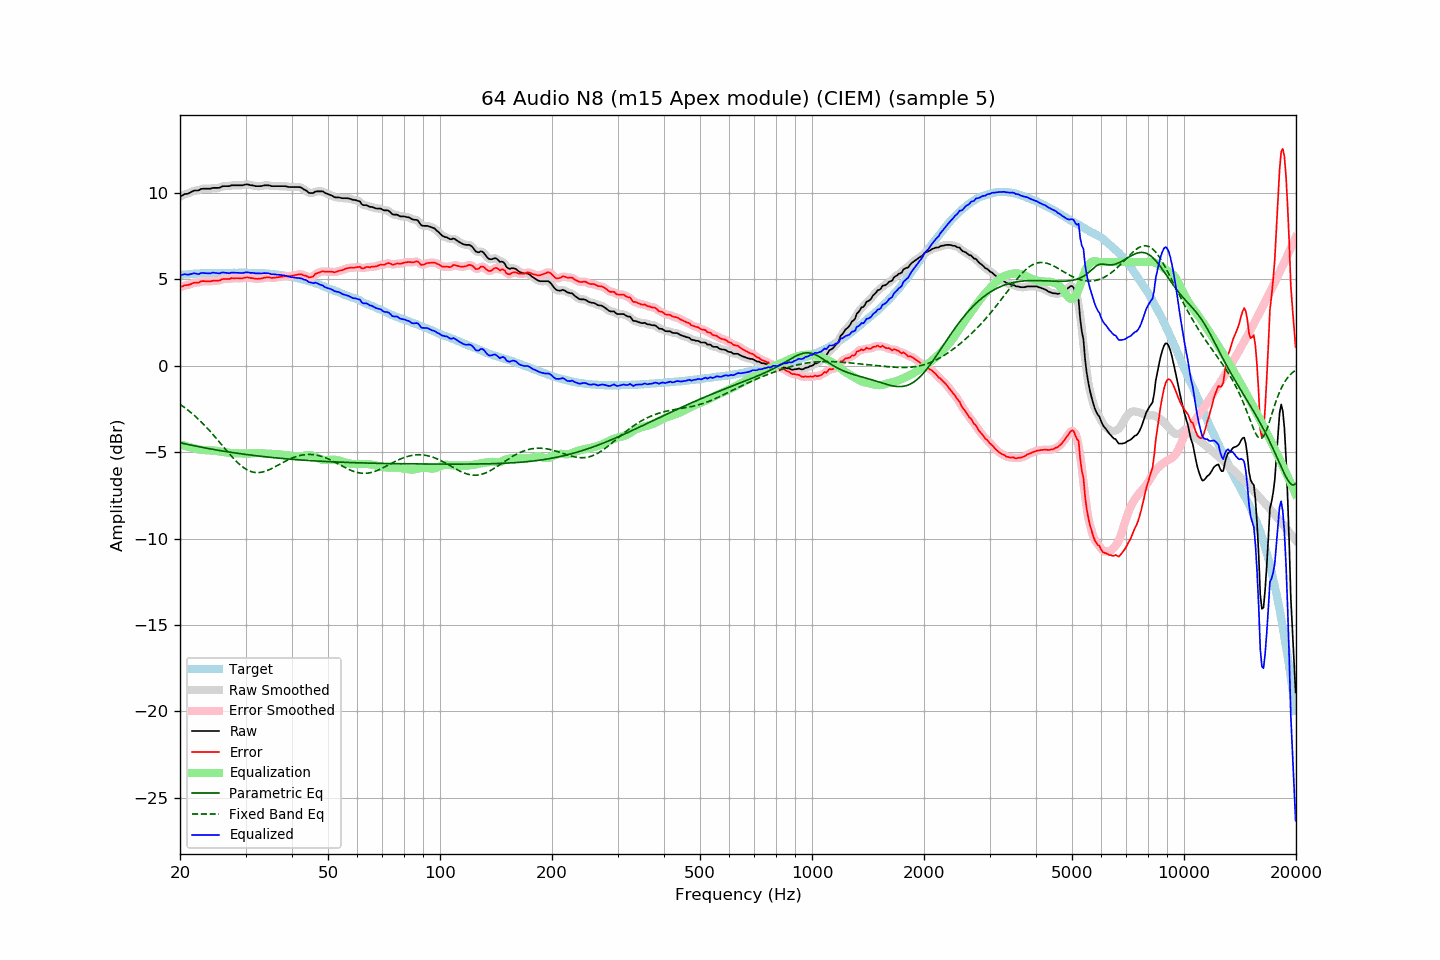 64 Audio N8 (m15 Apex module) (CIEM) (sample 5)
Amplitude (dBr)
10
5
0
−5
−10
−15
−20
−25
Target
Raw Smoothed
Error Smoothed
Raw
Error
Equalization
Parametric Eq
Fixed Band Eq
Equalized
20 50 100 200 500 1000 2000 5000 10000 20000
Frequency (Hz)